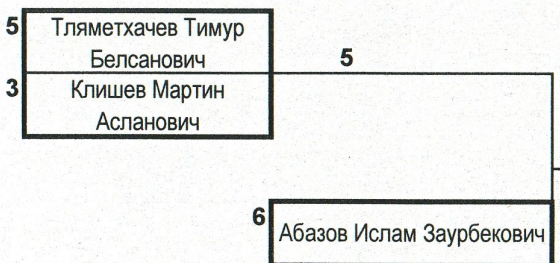 5 Тляметхачев Тимур
Белсанович
5
3 Клишев Мартин
Асланович
6 Абазов Ислам Заурбекович